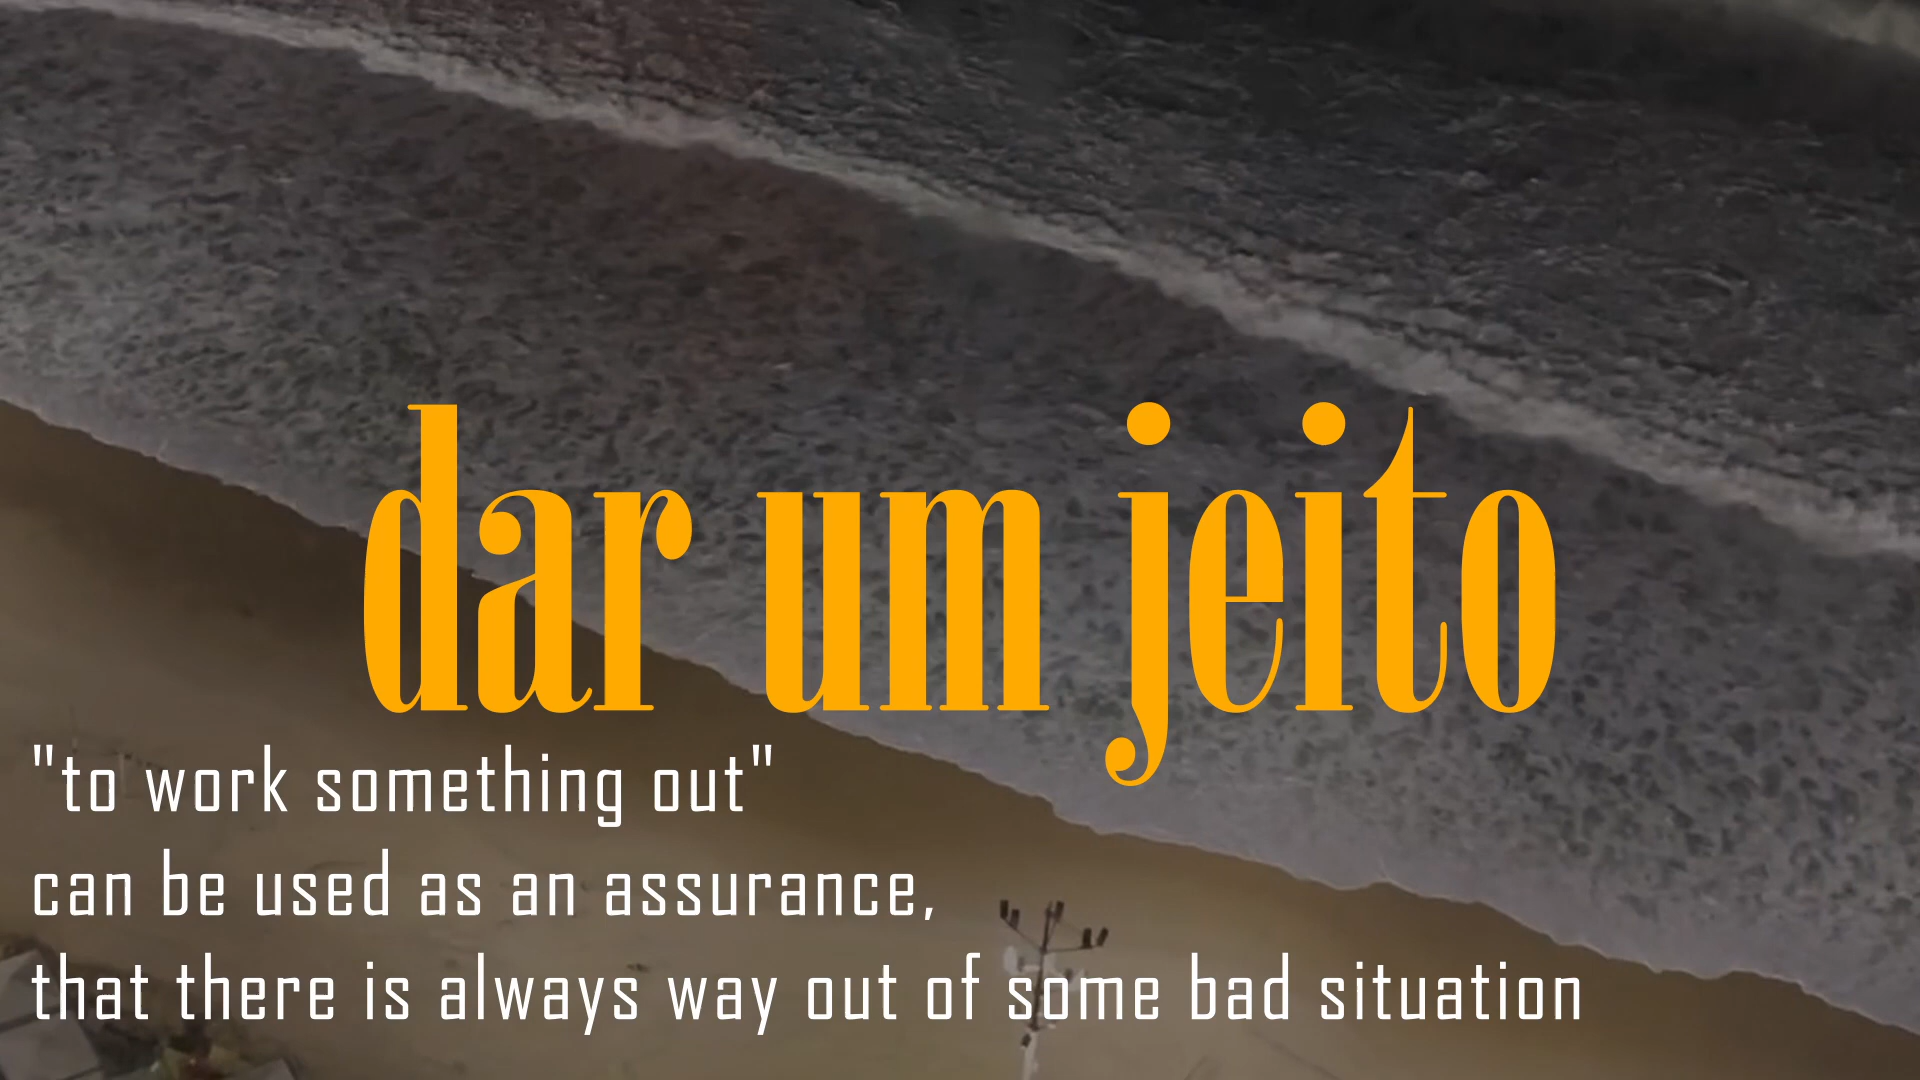 dar um jeito
"to work something out"
can be used as an assurance,
that there is always way out of some bad situation